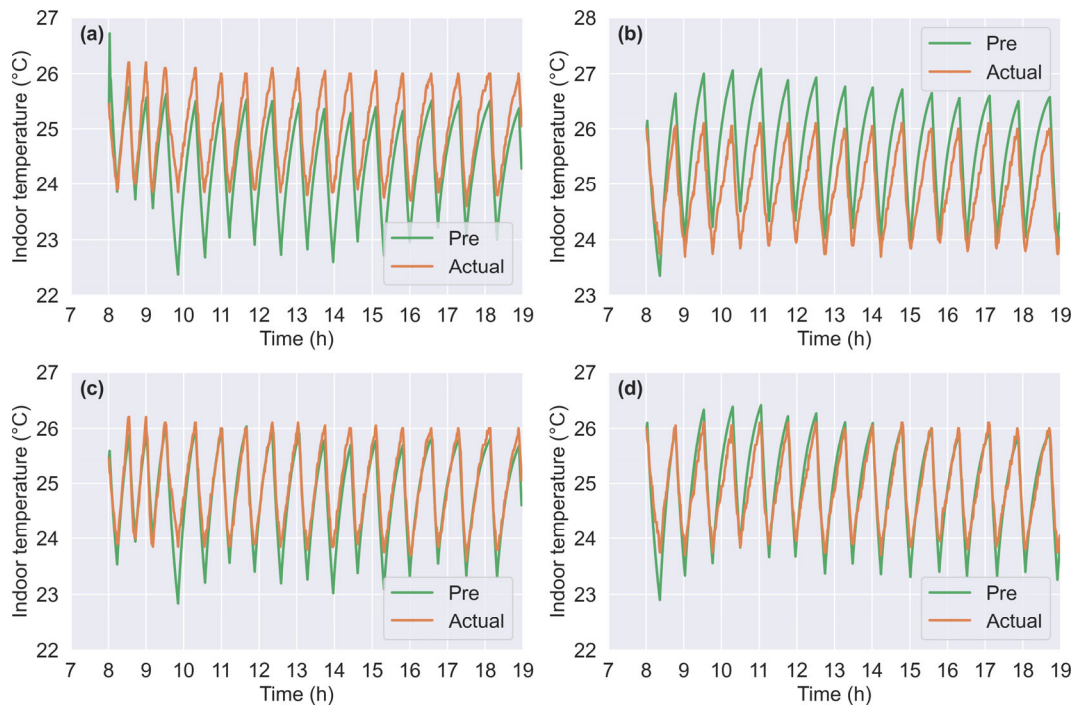 27
26
25
24
23
22
Indoor temperature (°C)
(a)
Pre
Actual
7 8 9 10 11 12 13 14 15 16 17 18 19
Time (h)
28
27
26
25
24
23
Indoor temperature (°C)
(b)
Pre
Actual
7 8 9 10 11 12 13 14 15 16 17 18 19
Time (h)
27
26
25
24
23
22
Indoor temperature (°C)
(c)
Pre
Actual
7 8 9 10 11 12 13 14 15 16 17 18 19
Time (h)
27
26
25
24
23
22
Indoor temperature (°C)
(d)
Pre
Actual
7 8 9 10 11 12 13 14 15 16 17 18 19
Time (h)